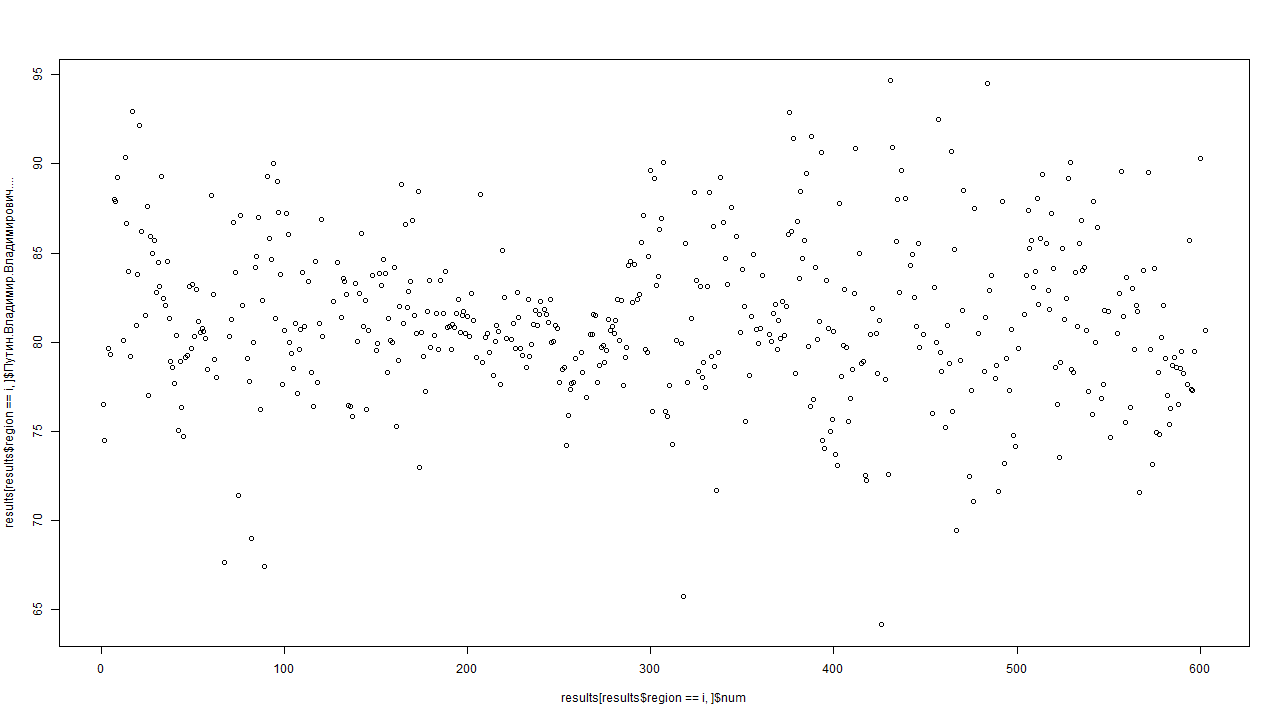 95
90
85
80
75
70
65
results[results$region == i, ]$Путин.Владимир.Владимирович...
0 100 200 300 400 500 600
results[results$region == i, ]$num